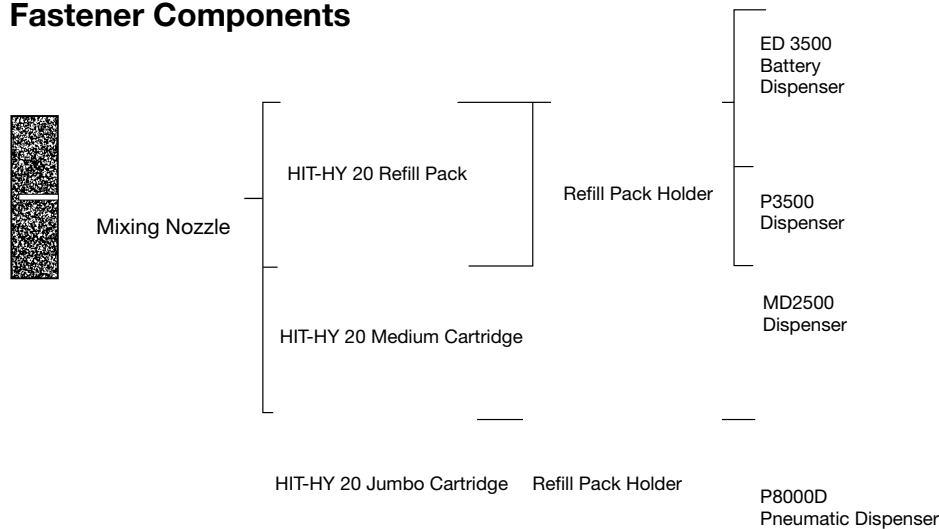 Fastener Components
ED 3500
Battery
Dispenser
HIT-HY 20 Refill Pack
Refill Pack Holder
P3500
Dispenser
Mixing Nozzle
MD2500
Dispenser
HIT-HY 20 Medium Cartridge
HIT-HY 20 Jumbo Cartridge
Refill Pack Holder
P8000D
Pneumatic Dispenser